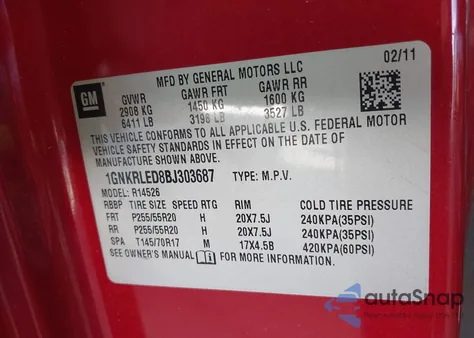 GM
MFD BY GENERAL MOTORS LLC
02/11
GVWR GAWR FRT GAWR RR
2908 KG 1450 KG 1600 KG
6411 LB 3198 LB 3527 LB
THIS VEHICLE CONFORMS TO ALL APPLICABLE U.S. FEDERAL MOTOR
VEHICLE SAFETY STANDARDS IN EFFECT ON THE DATE OF
MANUFACTURE SHOWN ABOVE.
1GNKRLED8BJ303687 TYPE: M.P.V.
MODEL: R14526
RBBP TIRE SIZE SPEED RTG RIM COLD TIRE PRESSURE
FRT P255/55R20 H 20X7.5J 240KPA(35PSI)
RR P255/55R20 H 20X7.5J 240KPA(35PSI)
SPA T145/70R17 M 17X4.5B 420KPA(60PSI)
SEE OWNER'S MANUAL FOR MORE INFORMATION.
autoSnap